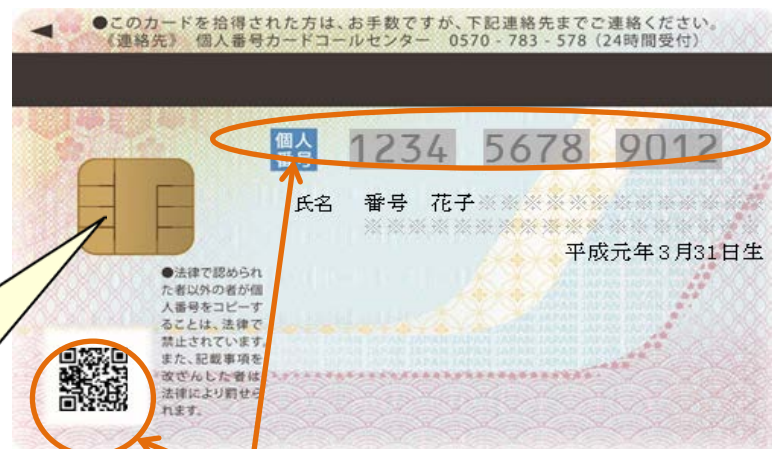 ●このカードを拾得された方は、お手数ですが、下記連絡先までご連絡ください。
《連絡先》 個人番号カードコールセンター 0570-783-578（24時間受付）
個人
番号
1234 5678 9012
氏名 番号 花子※※※※※※※※※※※※
※※※※※※※※※※※※※※※※※
平成元年3月31日生
●法律で認められ
た者以外の者が個
人番号をコピーす
ることは、法律で
禁止されています。
また、記載事項を
改ざんした者は
法律により罰せら
れます。